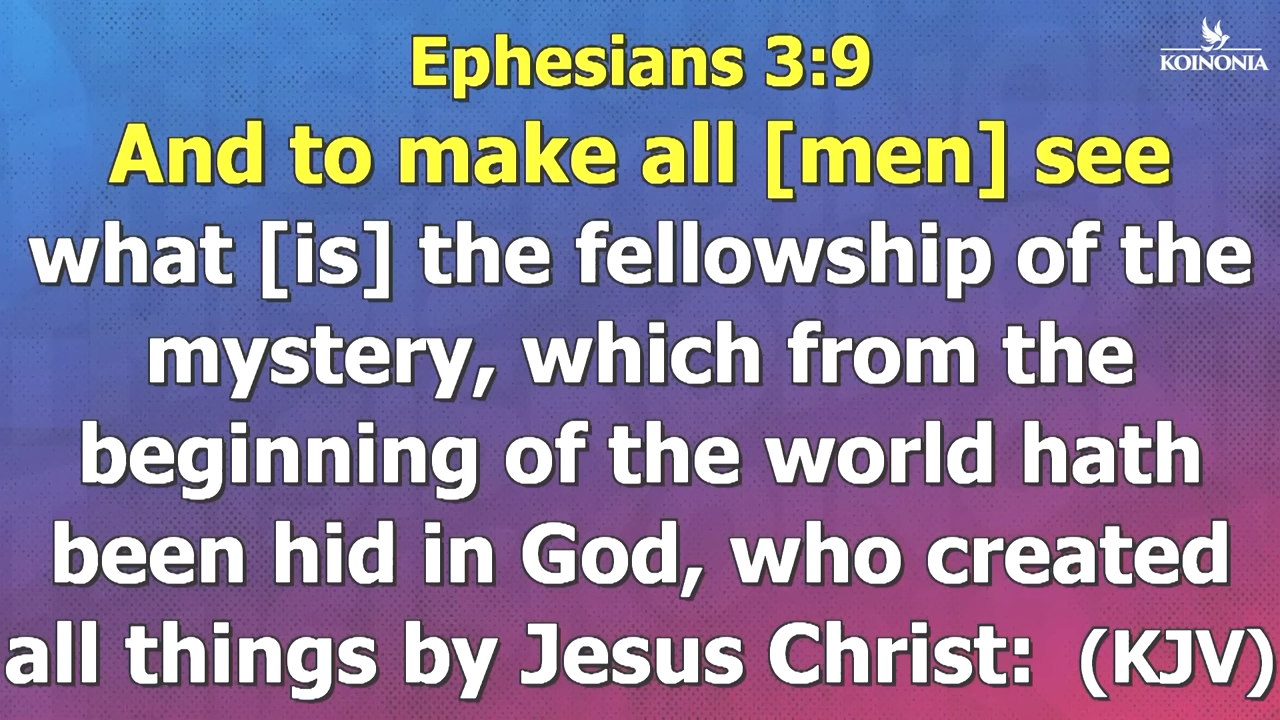 Ephesians 3:9
KOINONIA
And to make all [men] see
what [is] the fellowship of the
mystery, which from the
beginning of the world hath
been hid in God, who created
all things by Jesus Christ: (KJV)